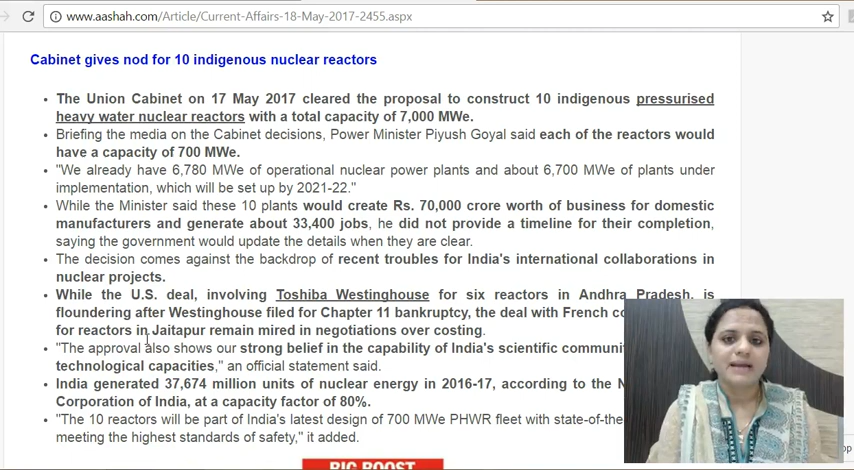 www.aashah.com/Article/Current-Affairs-18-May-2017-2455.aspx
Cabinet gives nod for 10 indigenous nuclear reactors
• The Union Cabinet on 17 May 2017 cleared the proposal to construct 10 indigenous pressurised
heavy water nuclear reactors with a total capacity of 7,000 MWe.
• Briefing the media on the Cabinet decisions, Power Minister Piyush Goyal said each of the reactors would
have a capacity of 700 MWe.
• "We already have 6,780 MWe of operational nuclear power plants and about 6,700 MWe of plants under
implementation, which will be set up by 2021-22."
• While the Minister said these 10 plants would create Rs. 70,000 crore worth of business for domestic
manufacturers and generate about 33,400 jobs, he did not provide a timeline for their completion,
saying the government would update the details when they are clear.
• The decision comes against the backdrop of recent troubles for India's international collaborations in
nuclear projects.
• While the U.S. deal, involving Toshiba Westinghouse for six reactors in Andhra Pradesh, is
floundering after Westinghouse filed for Chapter 11 bankruptcy, the deal with French
for reactors in Jaitapur remain mired in negotiations over costing.
• "The approval also shows our strong belief in the capability of India's scientific
technological capacities," an official statement said.
• India generated 37,674 million units of nuclear energy in 2016-17, according to the
Corporation of India, at a capacity factor of 80%.
• "The 10 reactors will be part of India's latest design of 700 MWe PHWR fleet with
meeting the highest standards of safety," it added.
BIG BOOST